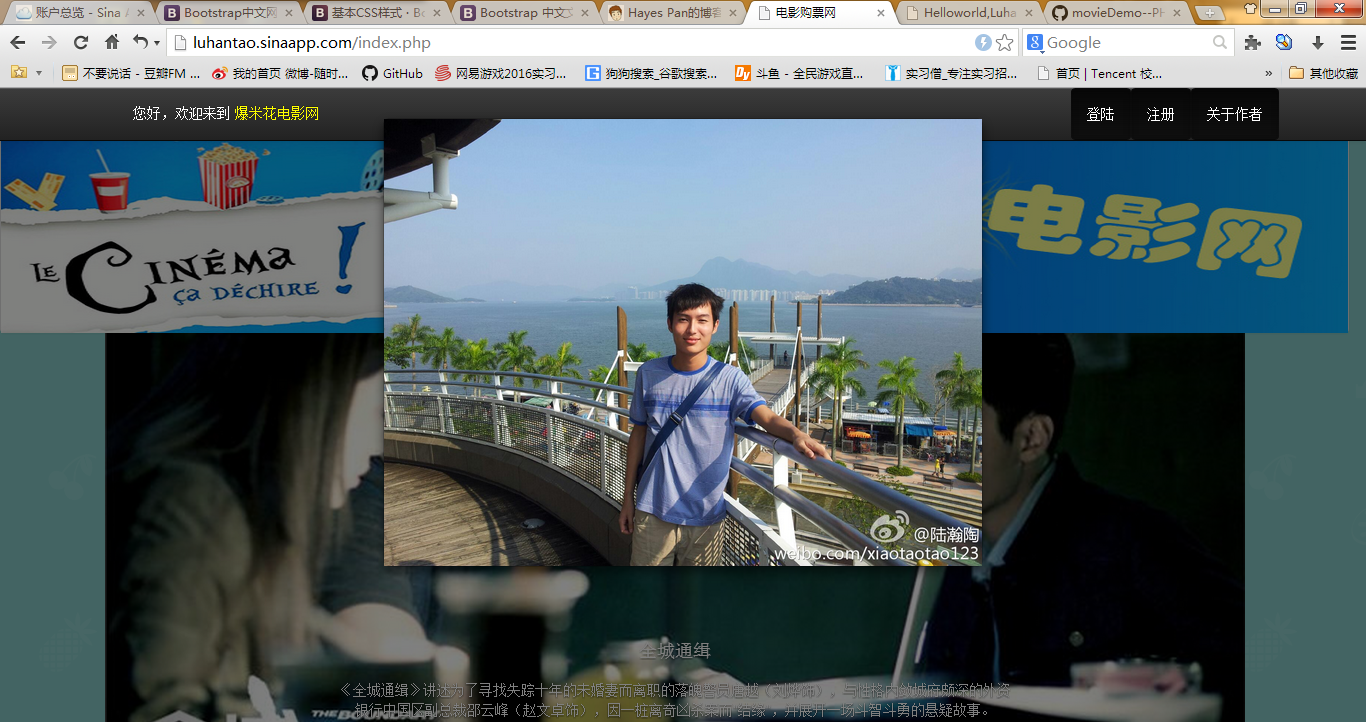 账户总览 - Sina A
Bootstrap中文网
基本CSS样式 · Bo
Bootstrap 中文文
Hayes Pan的博客
电影购票网
Helloworld,Luha
movieDemo--PH
luhantao.sinaapp.com/index.php
Google
不要说话 - 豆瓣FM ...
我的首页 微博-随时...
GitHub
网易游戏2016实习...
狗狗搜索_谷歌搜索...
斗鱼 - 全民游戏直...
实习僧_专注实习招...
首页 | Tencent 校...
»
其他收藏
您好，欢迎来到 爆米花电影网
登陆
注册
关于作者
LE CINÉMA
ÇA DÉCHIRE !
电影网
@陆瀚陶
weibo.com/xiaotaotao123
全城通缉
《全城通缉》讲述为了寻找失踪十年的未婚妻而离职的落魄警员唐越（刘烨饰），与性格内敛城府颇深的外资
银行中国区副总裁邵云峰（赵文卓饰），因一桩离奇凶杀案而"结缘"，并展开一场斗智斗勇的悬疑故事。